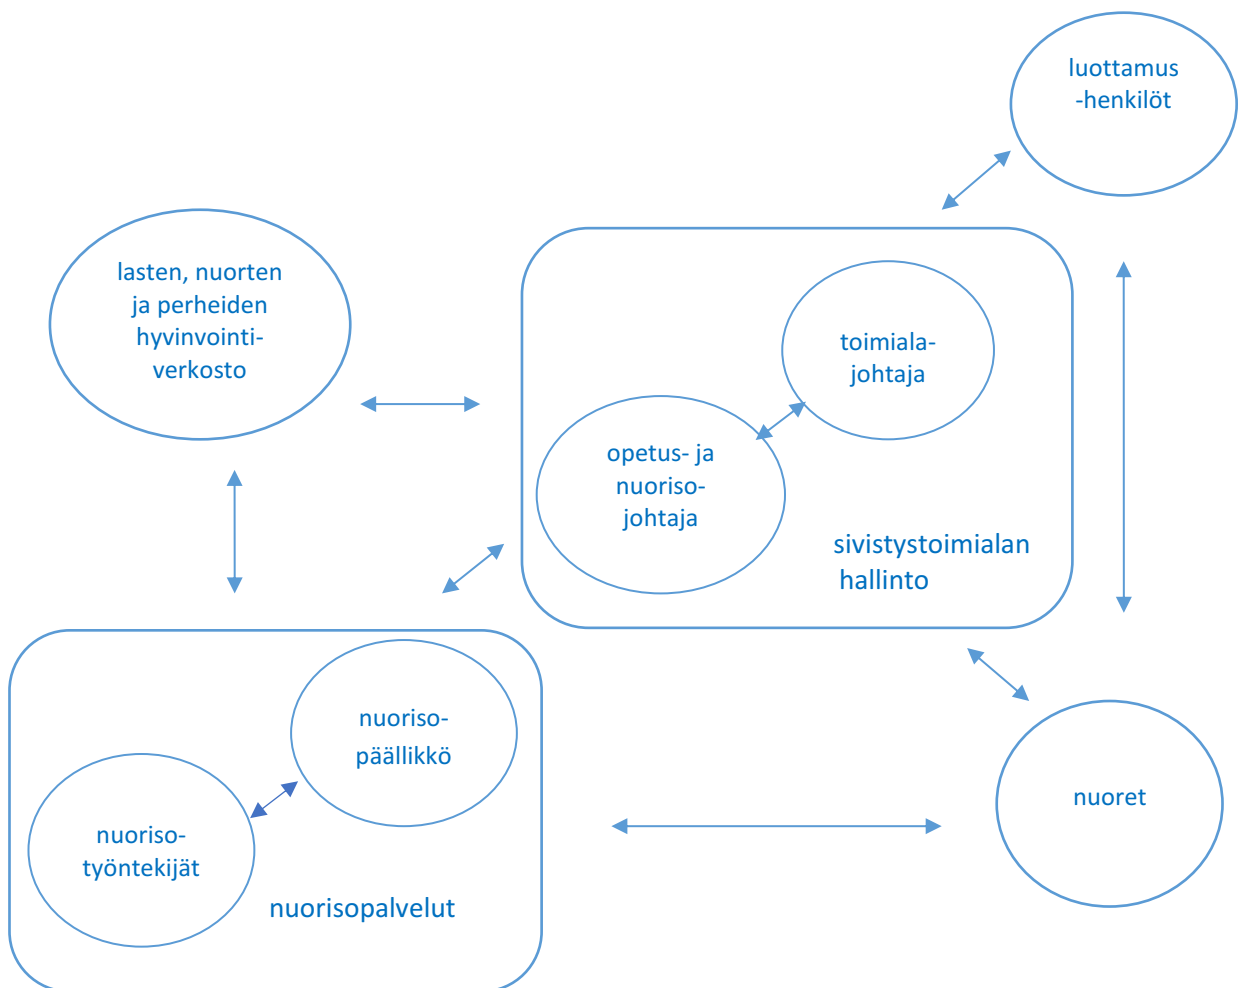 luottamus
-henkilöt
lasten, nuorten
ja perheiden
hyvinvointi-
verkosto
toimiala-
johtaja
opetus- ja
nuoriso-
johtaja
sivistystoimialan
hallinto
nuoriso-
päällikkö
nuoriso-
työntekijät
nuorisopalvelut
nuoret